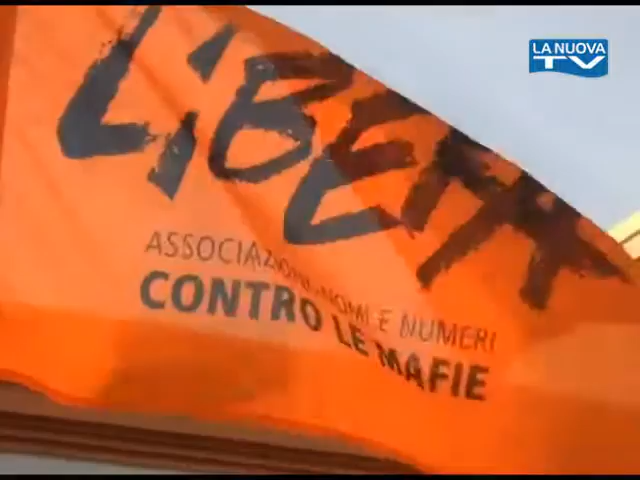 LA NUOVA
TV
LIBERA
ASSOCIAZIONI, NOMI E NUMERI
CONTRO LE MAFIE